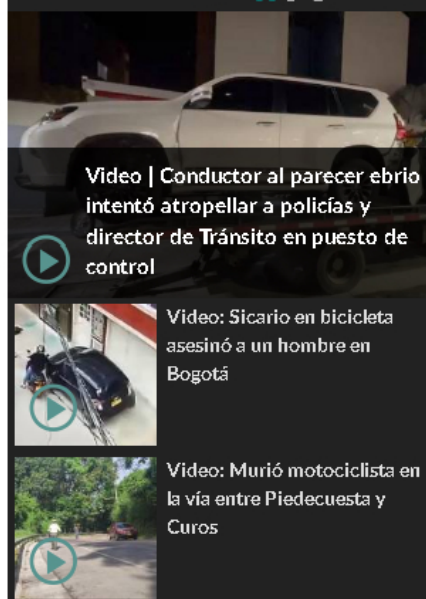 Video | Conductor al parecer ebrio
intentó atropellar a policías y
director de Tránsito en puesto de
control
Video: Sicario en bicicleta
asesinó a un hombre en
Bogotá
Video: Murió motociclista en
la vía entre Piedecuesta y
Curos